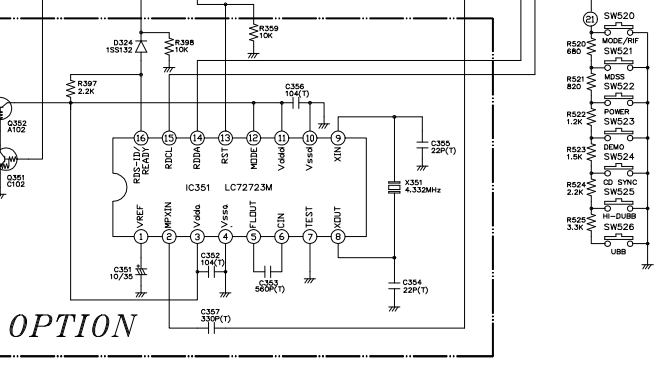 R359
10K
D324
1SS132
R398
10K
R397
2.2K
C356
104(T)
Q352
A102
Q351
C102
16
15
14
13
12
11
10
9
RDS-ID/
READY
RDCL
RDDA
RST
MODE
Vddd
Vssd
XIN
IC351 LC72723M
VREF
MPXIN
Vdda
Vssa
FLOUT
CIN
TEST
XOUT
1
2
3
4
5
6
7
8
C355
22P(T)
X351
4.332MHz
C351
10/35
C352
104(T)
C353
560P(T)
C354
22P(T)
C357
330P(T)
OPTION
21
SW520
MODE/RIF
R520
680
SW521
MDSS
R521
820
SW522
POWER
R522
1.2K
SW523
DEMO
R523
1.5K
SW524
CD SYNC
R524
2.2K
SW525
HI-DUBB
R525
3.3K
SW526
UBB